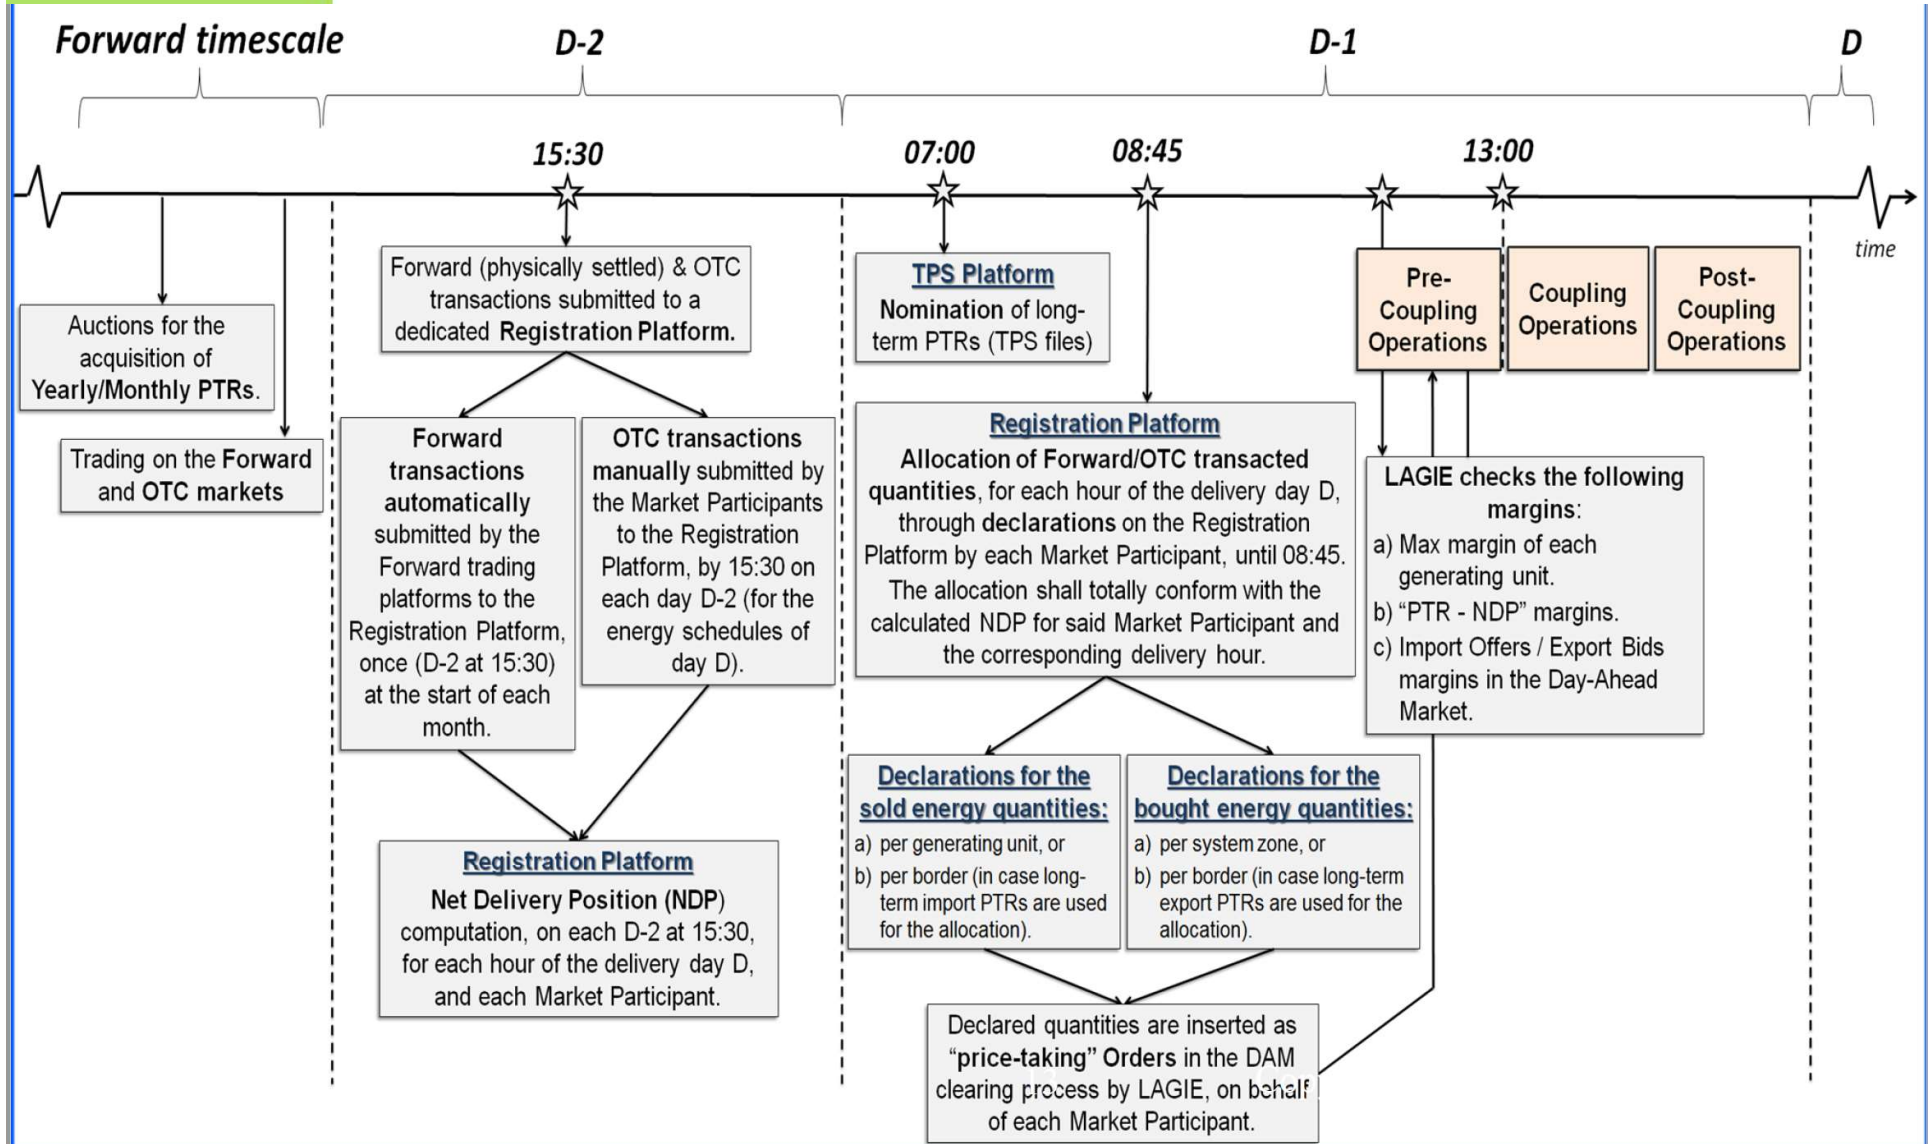 Forward timescale
D-2
D-1
D
15:30
07:00
08:45
13:00
time
Auctions for the
acquisition of
Yearly/Monthly PTRs.
Trading on the Forward
and OTC markets
Forward (physically settled) & OTC
transactions submitted to a
dedicated Registration Platform.
Forward
transactions
automatically
submitted by the
Forward trading
platforms to the
Registration Platform,
once (D-2 at 15:30)
at the start of each
month.
OTC transactions
manually submitted by
the Market Participants
to the Registration
Platform, by 15:30 on
each day D-2 (for the
energy schedules of
day D).
Registration Platform
Net Delivery Position (NDP)
computation, on each D-2 at 15:30,
for each hour of the delivery day D,
and each Market Participant.
TPS Platform
Nomination of long-
term PTRs (TPS files)
Registration Platform
Allocation of Forward/OTC transacted
quantities, for each hour of the delivery day D,
through declarations on the Registration
Platform by each Market Participant, until 08:45.
The allocation shall totally conform with the
calculated NDP for said Market Participant and
the corresponding delivery hour.
Declarations for the
sold energy quantities:
a) per generating unit, or
b) per border (in case long-
term import PTRs are used
for the allocation).
Declarations for the
bought energy quantities:
a) per system zone, or
b) per border (in case long-term
export PTRs are used for the
allocation).
Declared quantities are inserted as
“price-taking” Orders in the DAM
clearing process by LAGIE, on behalf
of each Market Participant.
Pre-
Coupling
Operations
Coupling
Operations
Post-
Coupling
Operations
LAGIE checks the following
margins:
a) Max margin of each
generating unit.
b) “PTR - NDP” margins.
c) Import Offers / Export Bids
margins in the Day-Ahead
Market.